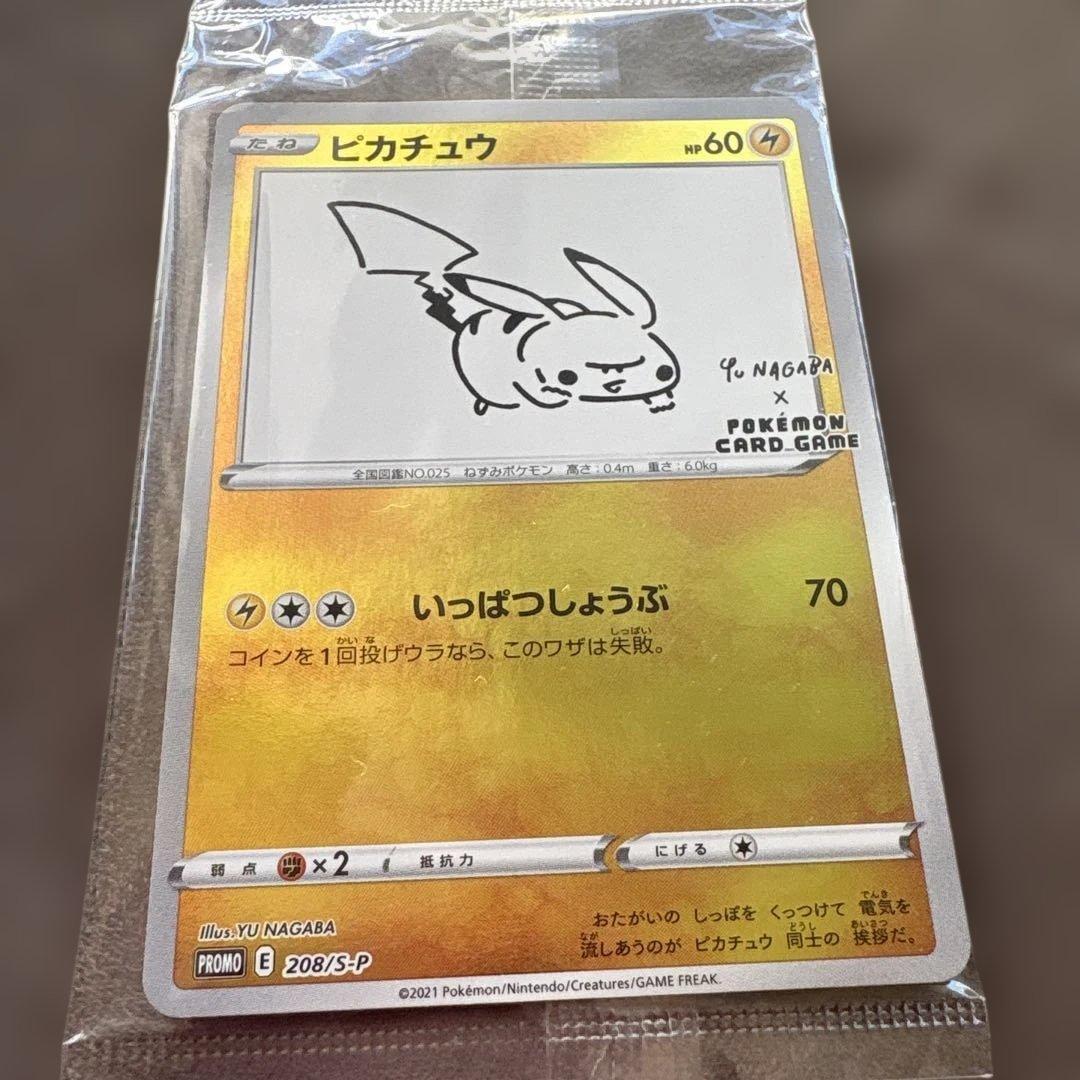 たね ピカチュウ HP60
Yu NAGABA
×
POKÉMON
CARD GAME
全国図鑑NO.025 ねずみポケモン 高さ:0.4m 重さ:6.0kg
いっぱつしょうぶ 70
コインを1回投げウラなら、このワザは失敗。
弱点 ×2 抵抗力 にげる
Illus.YU NAGABA
おたがいの しっぽを くっつけて 電気を
流しあうのが ピカチュウ 同士の 挨拶だ。
PROMO E 208/S-P
©2021 Pokémon/Nintendo/Creatures/GAME FREAK.